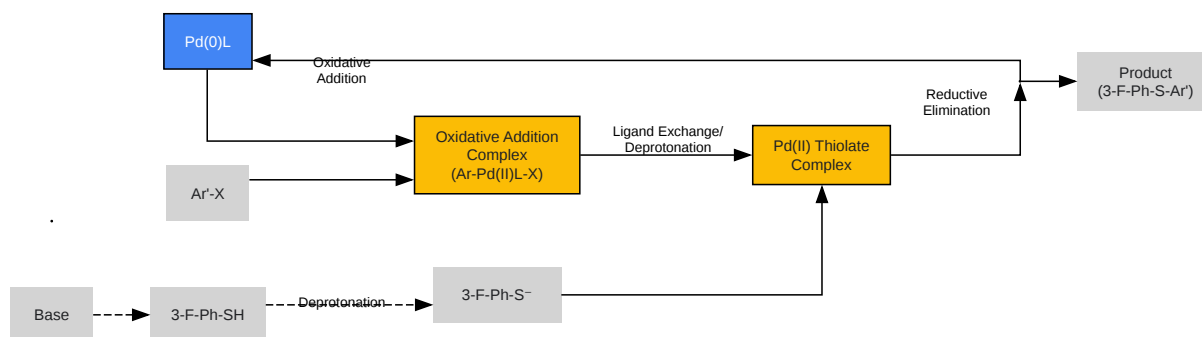 Pd(0)L
Oxidative
Addition
Product
(3-F-Ph-S-Ar')
Reductive
Elimination
Oxidative Addition
Complex
(Ar-Pd(II)L-X)
Ligand Exchange/
Deprotonation
Pd(II) Thiolate
Complex
Ar'-X
.
Base
3-F-Ph-SH
Deprotonation
3-F-Ph-S⁻